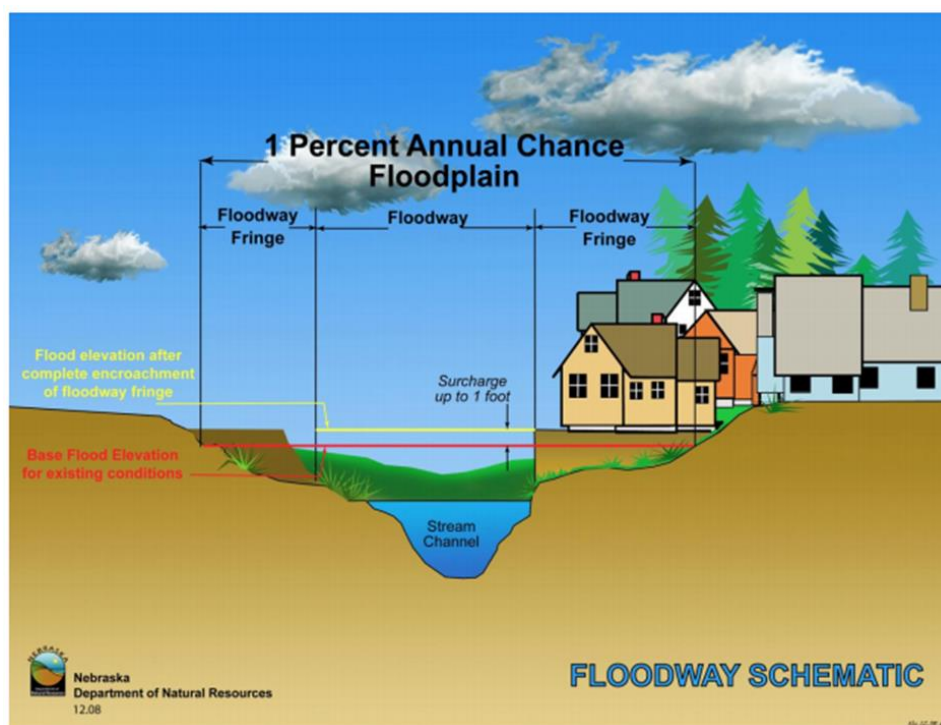 1 Percent Annual Chance
Floodplain
Floodway
Fringe
Floodway
Floodway
Fringe
Flood elevation after
complete encroachment
of floodway fringe
Surcharge
up to 1 foot
Base Flood Elevation
for existing conditions
Stream
Channel
NEBRASKA
Nebraska
Department of Natural Resources
12.08
FLOODWAY SCHEMATIC